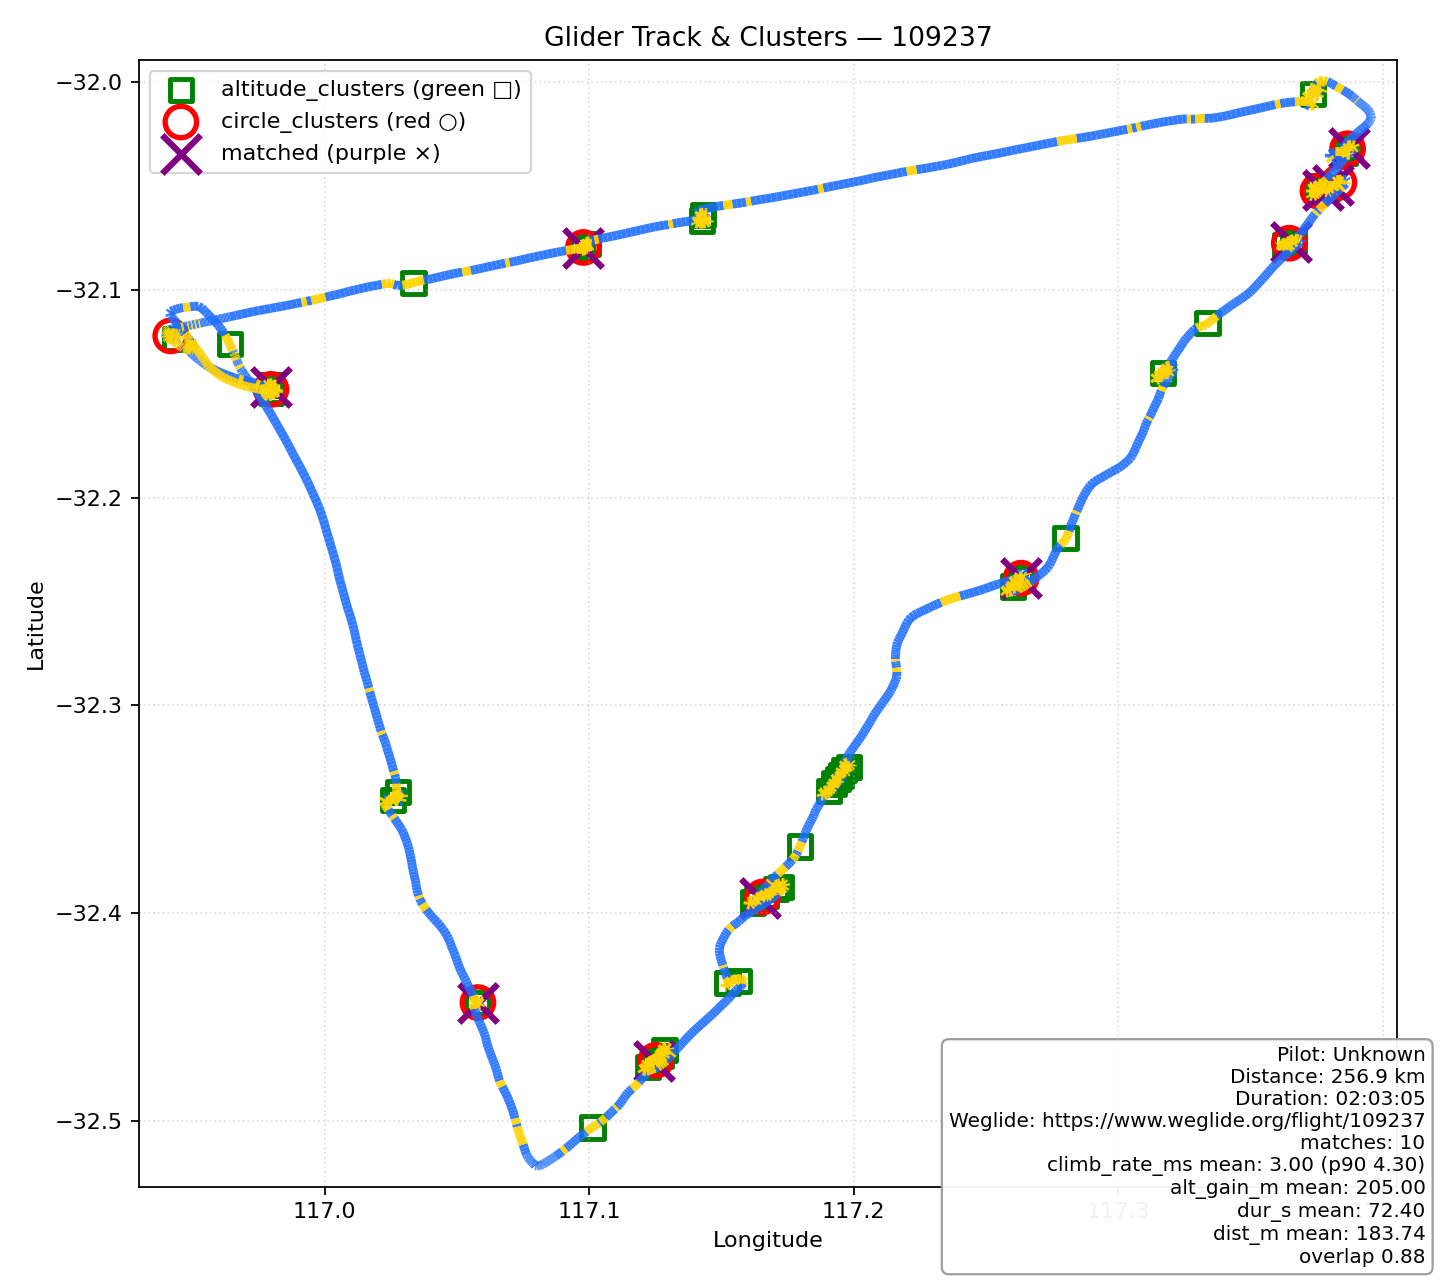 Glider Track & Clusters — 109237
altitude_clusters (green □)
circle_clusters (red ○)
matched (purple ×)
−32.0
−32.1
−32.2
−32.3
−32.4
−32.5
Latitude
117.0
117.1
117.2
117.3
Longitude
Pilot: Unknown
Distance: 256.9 km
Duration: 02:03:05
Weglide: https://www.weglide.org/flight/109237
matches: 10
climb_rate_ms mean: 3.00 (p90 4.30)
alt_gain_m mean: 205.00
dur_s mean: 72.40
dist_m mean: 183.74
overlap 0.88